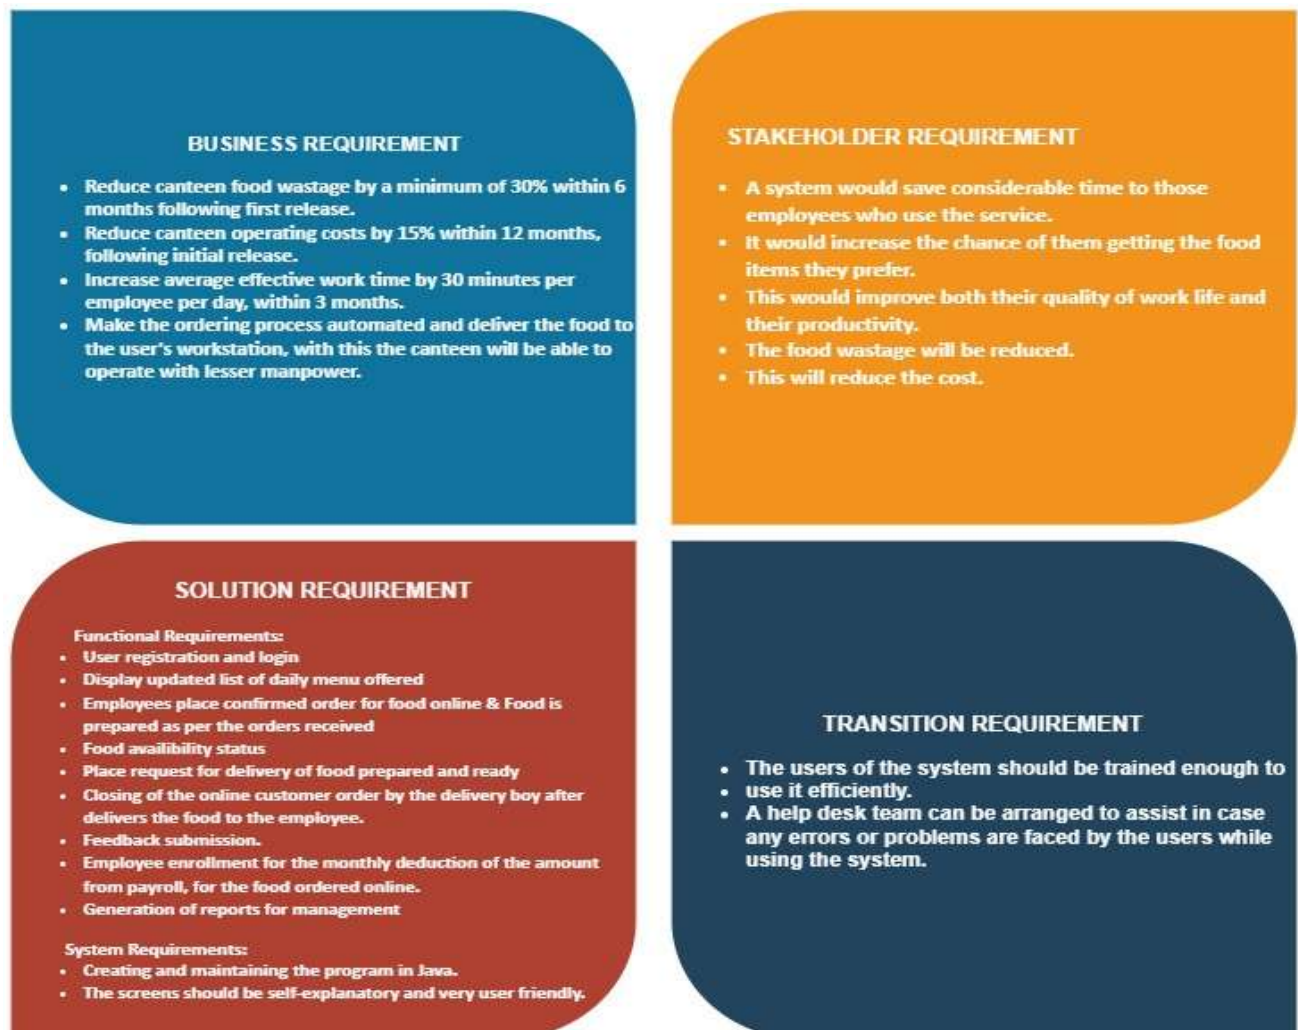 BUSINESS REQUIREMENT
• Reduce canteen food wastage by a minimum of 30% within 6
months following first release.
• Reduce canteen operating costs by 15% within 12 months,
following initial release.
• Increase average effective work time by 30 minutes per
employee per day, within 3 months.
• Make the ordering process automated and deliver the food to
the user's workstation, with this the canteen will be able to
operate with lesser manpower.
STAKEHOLDER REQUIREMENT
• A system would save considerable time to those
employees who use the service.
• It would increase the chance of them getting the food
items they prefer.
• This would improve both their quality of work life and
their productivity.
• The food wastage will be reduced.
• This will reduce the cost.
SOLUTION REQUIREMENT
Functional Requirements:
• User registration and login
• Display updated list of daily menu offered
• Employees place confirmed order for food online & Food is
prepared as per the orders received
• Food availibility status
• Place request for delivery of food prepared and ready
• Closing of the online customer order by the delivery boy after
delivers the food to the employee.
• Feedback submission.
• Employee enrollment for the monthly deduction of the amount
from payroll, for the food ordered online.
• Generation of reports for management
System Requirements:
• Creating and maintaining the program in Java.
• The screens should be self-explanatory and very user friendly.
TRANSITION REQUIREMENT
• The users of the system should be trained enough to
• use it efficiently.
• A help desk team can be arranged to assist in case
any errors or problems are faced by the users while
using the system.